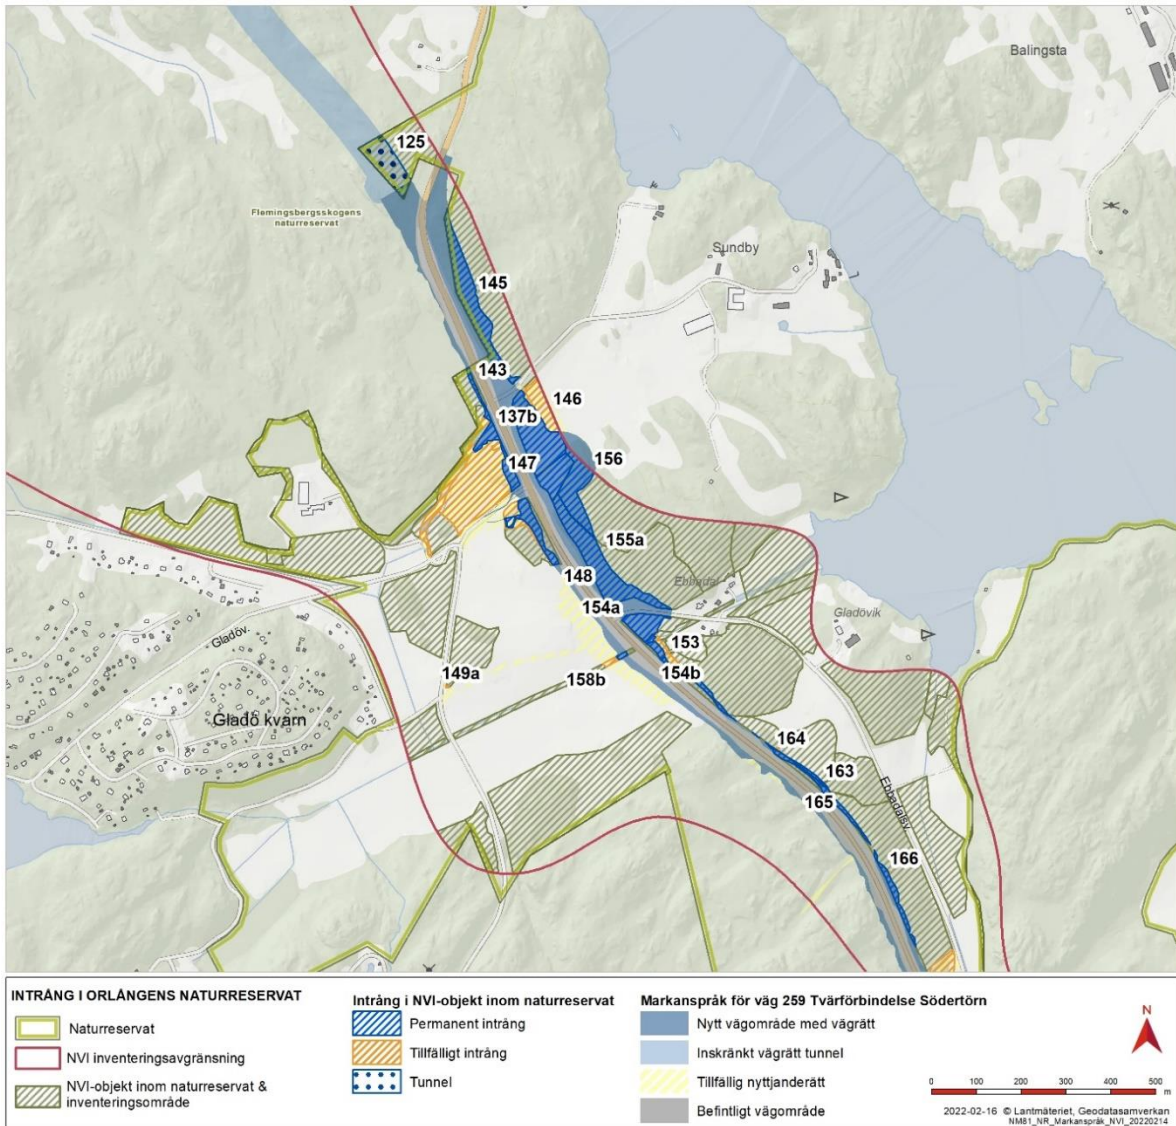 Balingsta
125
Flemingsbergsskogens
naturreservat
Sundby
145
143
146
137b
156
147
155a
148
Ebbadal
154a
Gladövik
153
Gladöv.
149a
158b
154b
Gladö kvarn
164
163
165
Ebbadalsv.
166
INTRÅNG I ORLÅNGENS NATURRESERVAT
Naturreservat
NVI inventeringsavgränsning
NVI-objekt inom naturreservat &
inventeringsområde
Intrång i NVI-objekt inom naturreservat
Permanent intrång
Tillfälligt intrång
Tunnel
Markanspråk för väg 259 Tvärförbindelse Södertörn
Nytt vägområde med vägrätt
Inskränkt vägrätt tunnel
Tillfällig nyttjanderätt
Befintligt vägområde
N
0 100 200 300 400 500
m
2022-02-16 © Lantmäteriet, Geodatasamverkan
NM81_NR_Markanspråk_NVI_20220214